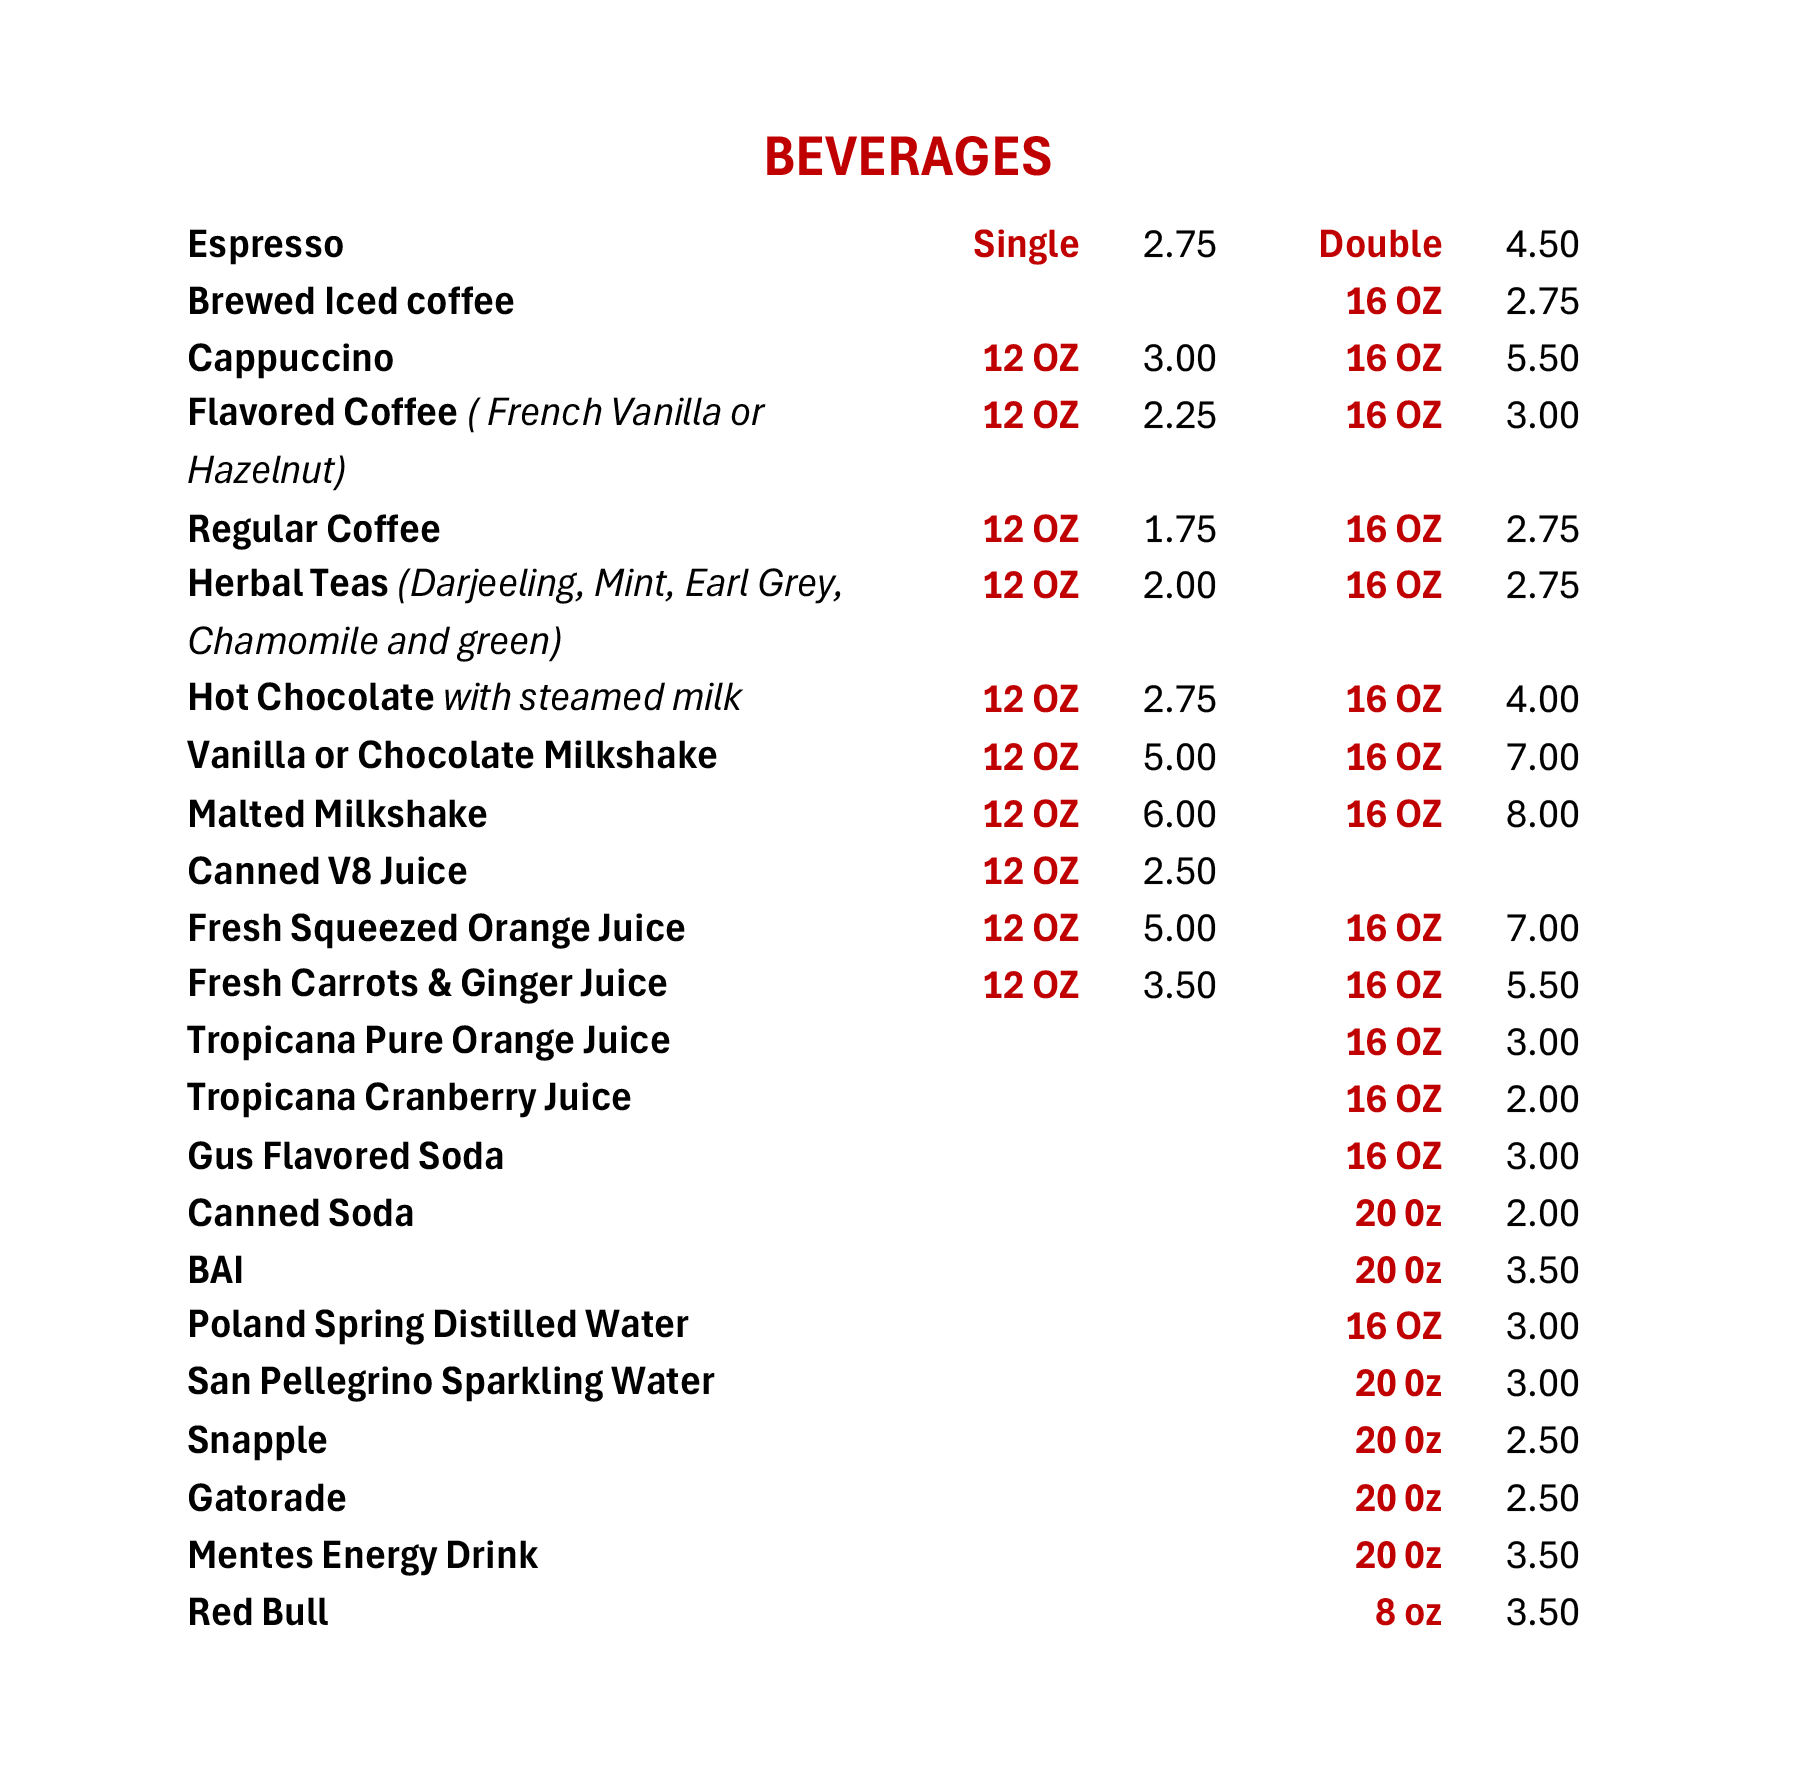 BEVERAGES
Espresso Single 2.75 Double 4.50
Brewed Iced coffee 16 OZ 2.75
Cappuccino 12 OZ 3.00 16 OZ 5.50
Flavored Coffee ( French Vanilla or 12 OZ 2.25 16 OZ 3.00
Hazelnut)
Regular Coffee 12 OZ 1.75 16 OZ 2.75
Herbal Teas (Darjeeling, Mint, Earl Grey, 12 OZ 2.00 16 OZ 2.75
Chamomile and green)
Hot Chocolate with steamed milk 12 OZ 2.75 16 OZ 4.00
Vanilla or Chocolate Milkshake 12 OZ 5.00 16 OZ 7.00
Malted Milkshake 12 OZ 6.00 16 OZ 8.00
Canned V8 Juice 12 OZ 2.50
Fresh Squeezed Orange Juice 12 OZ 5.00 16 OZ 7.00
Fresh Carrots & Ginger Juice 12 OZ 3.50 16 OZ 5.50
Tropicana Pure Orange Juice 16 OZ 3.00
Tropicana Cranberry Juice 16 OZ 2.00
Gus Flavored Soda 16 OZ 3.00
Canned Soda 20 0z 2.00
BAI 20 0z 3.50
Poland Spring Distilled Water 16 OZ 3.00
San Pellegrino Sparkling Water 20 0z 3.00
Snapple 20 0z 2.50
Gatorade 20 0z 2.50
Mentes Energy Drink 20 0z 3.50
Red Bull 8 oz 3.50